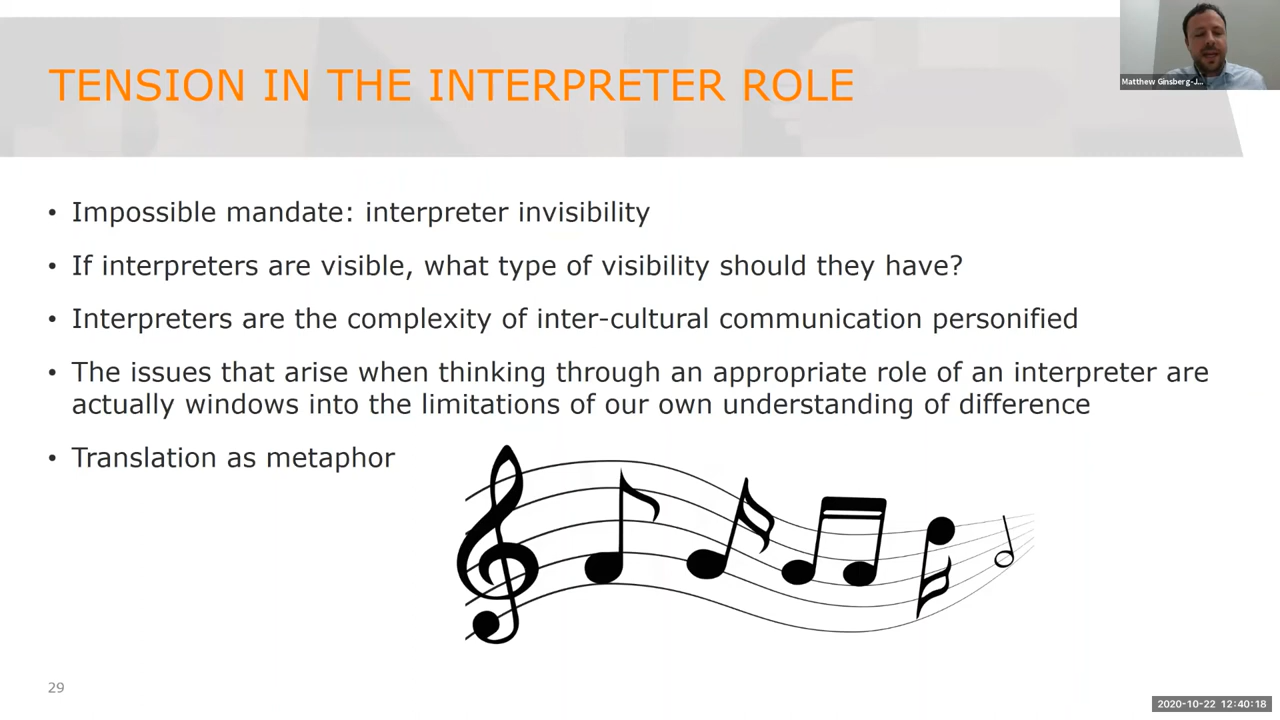 TENSION IN THE INTERPRETER ROLE
Matthew Ginsberg-J...
• Impossible mandate: interpreter invisibility
• If interpreters are visible, what type of visibility should they have?
• Interpreters are the complexity of inter-cultural communication personified
• The issues that arise when thinking through an appropriate role of an interpreter are
actually windows into the limitations of our own understanding of difference
• Translation as metaphor
29
2020-10-22 12:40:18